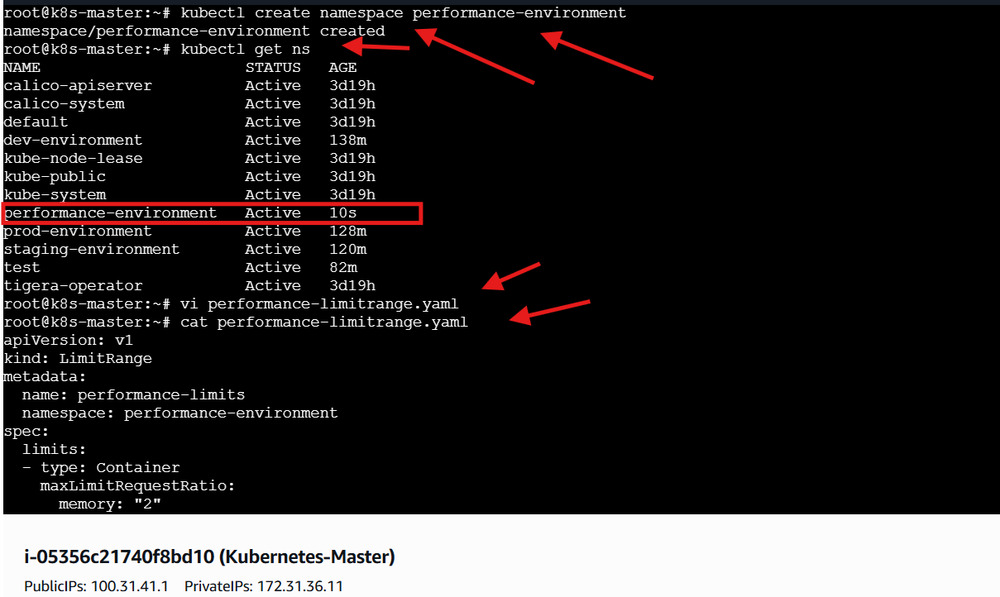 root@k8s-master:~# kubectl create namespace performance-environment
namespace/performance-environment created
root@k8s-master:~# kubectl get ns
NAME STATUS AGE
calico-apiserver Active 3d19h
calico-system Active 3d19h
default Active 3d19h
dev-environment Active 138m
kube-node-lease Active 3d19h
kube-public Active 3d19h
kube-system Active 3d19h
performance-environment Active 10s
prod-environment Active 128m
staging-environment Active 120m
test Active 82m
tigera-operator Active 3d19h
root@k8s-master:~# vi performance-limitrange.yaml
root@k8s-master:~# cat performance-limitrange.yaml
apiVersion: v1
kind: LimitRange
metadata:
  name: performance-limits
  namespace: performance-environment
spec:
  limits:
  - type: Container
    maxLimitRequestRatio:
      memory: "2"
i-05356c21740f8bd10 (Kubernetes-Master)
PublicIPs: 100.31.41.1 PrivateIPs: 172.31.36.11